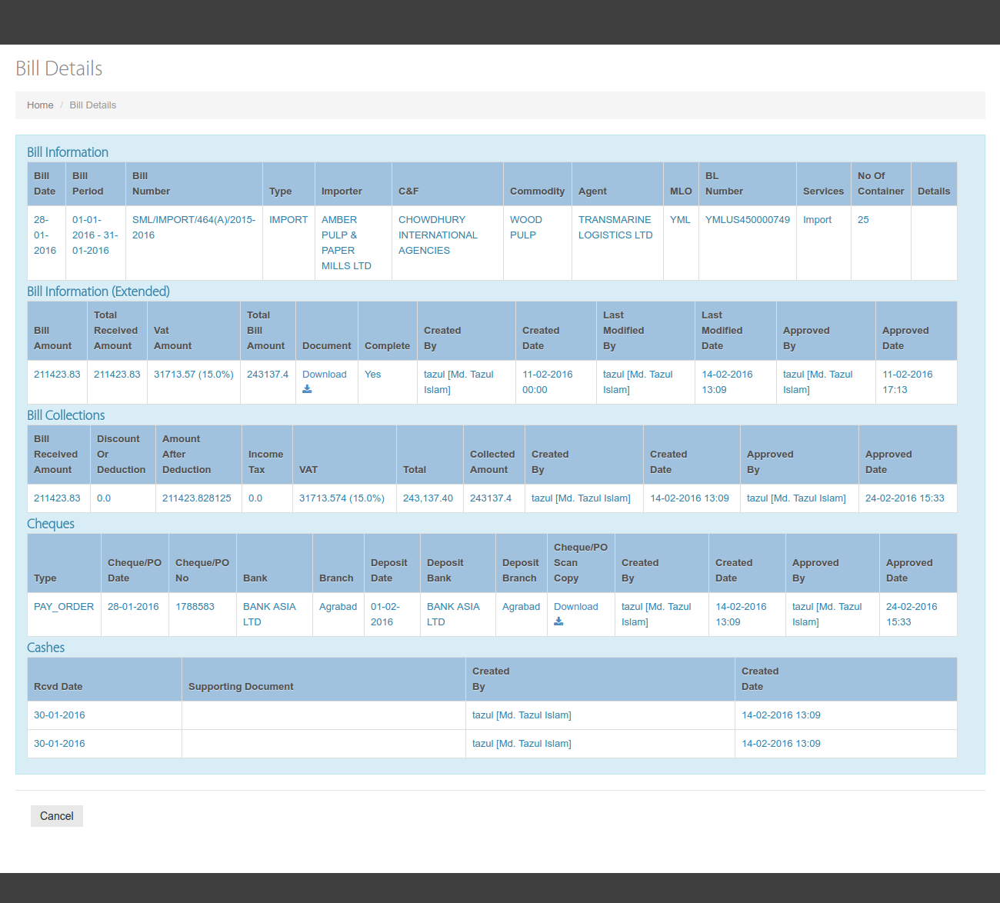 Bill Details
Home / Bill Details
Bill Information
Bill Date Bill Period Bill Number Type Importer C&F Commodity Agent MLO BL Number Services No Of Container Details
28-01-2016 01-01-2016 - 31-01-2016 SML/IMPORT/464(A)/2015-2016 IMPORT AMBER PULP & PAPER MILLS LTD CHOWDHURY INTERNATIONAL AGENCIES WOOD PULP TRANSMARINE LOGISTICS LTD YML YMLUS450000749 Import 25
Bill Information (Extended)
Bill Amount Total Received Amount Vat Amount Total Bill Amount Document Complete Created By Created Date Last Modified By Last Modified Date Approved By Approved Date
211423.83 211423.83 31713.57 (15.0%) 243137.4 Download Yes tazul [Md. Tazul Islam] 11-02-2016 00:00 tazul [Md. Tazul Islam] 14-02-2016 13:09 tazul [Md. Tazul Islam] 11-02-2016 17:13
Bill Collections
Bill Received Amount Discount Or Deduction Amount After Deduction Income Tax VAT Total Collected Amount Created By Created Date Approved By Approved Date
211423.83 0.0 211423.828125 0.0 31713.574 (15.0%) 243,137.40 243137.4 tazul [Md. Tazul Islam] 14-02-2016 13:09 tazul [Md. Tazul Islam] 24-02-2016 15:33
Cheques
Type Cheque/PO Date Cheque/PO No Bank Branch Deposit Date Deposit Bank Deposit Branch Cheque/PO Scan Copy Created By Created Date Approved By Approved Date
PAY_ORDER 28-01-2016 1788583 BANK ASIA LTD Agrabad 01-02-2016 BANK ASIA LTD Agrabad Download tazul [Md. Tazul Islam] 14-02-2016 13:09 tazul [Md. Tazul Islam] 24-02-2016 15:33
Cashes
Rcvd Date Supporting Document Created By Created Date
30-01-2016 tazul [Md. Tazul Islam] 14-02-2016 13:09
30-01-2016 tazul [Md. Tazul Islam] 14-02-2016 13:09
Cancel